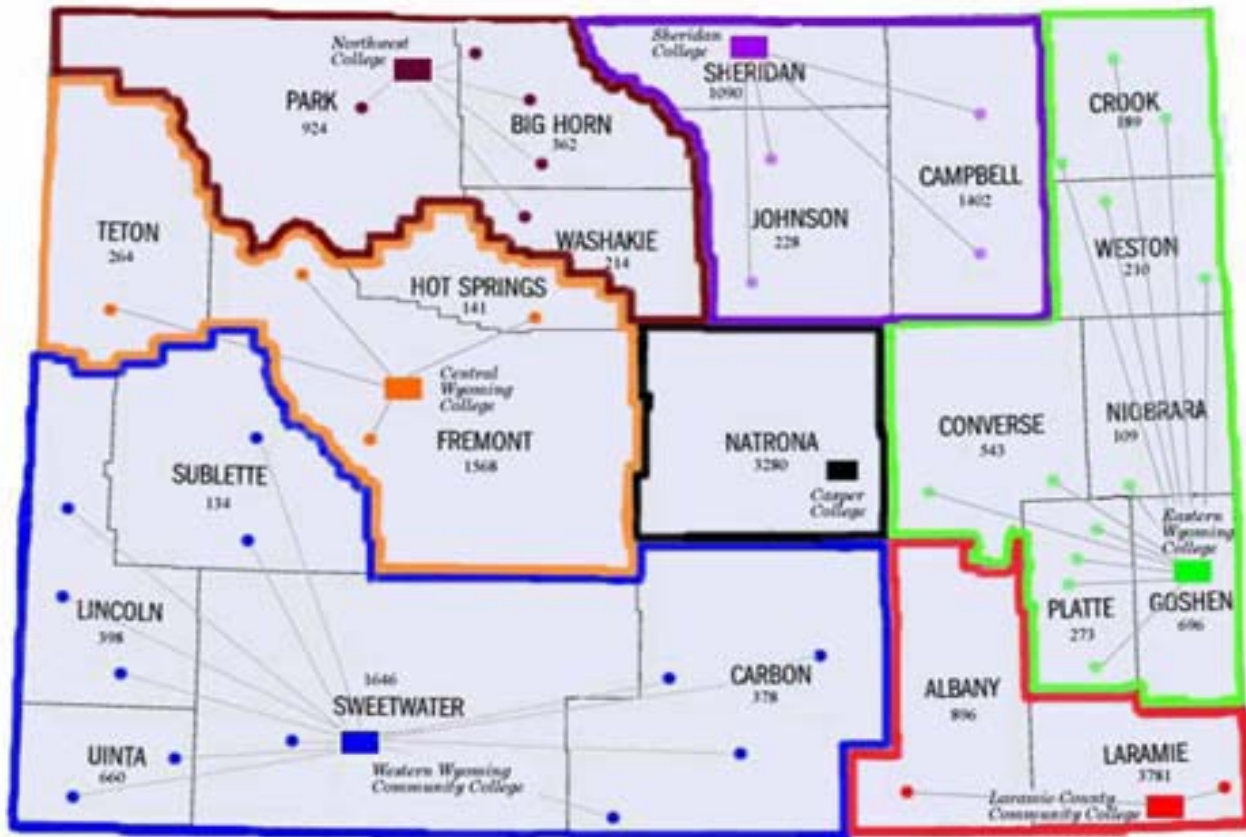 Northwest
College
PARK
924
BIG HORN
362
WASHAKIE
214
Sheridan
College
SHERIDAN
1090
JOHNSON
228
CAMPBELL
1402
CROOK
189
WESTON
210
TETON
264
HOT SPRINGS
141
Central
Wyoming
College
FREMONT
1568
NATRONA
3280
Casper
College
CONVERSE
543
NIOBRARA
109
Eastern
Wyoming
College
PLATTE
273
GOSHEN
696
SUBLETTE
134
LINCOLN
398
UINTA
660
1646
SWEETWATER
Western Wyoming
Community College
CARBON
378
ALBANY
896
LARAMIE
3781
Laramie County
Community College